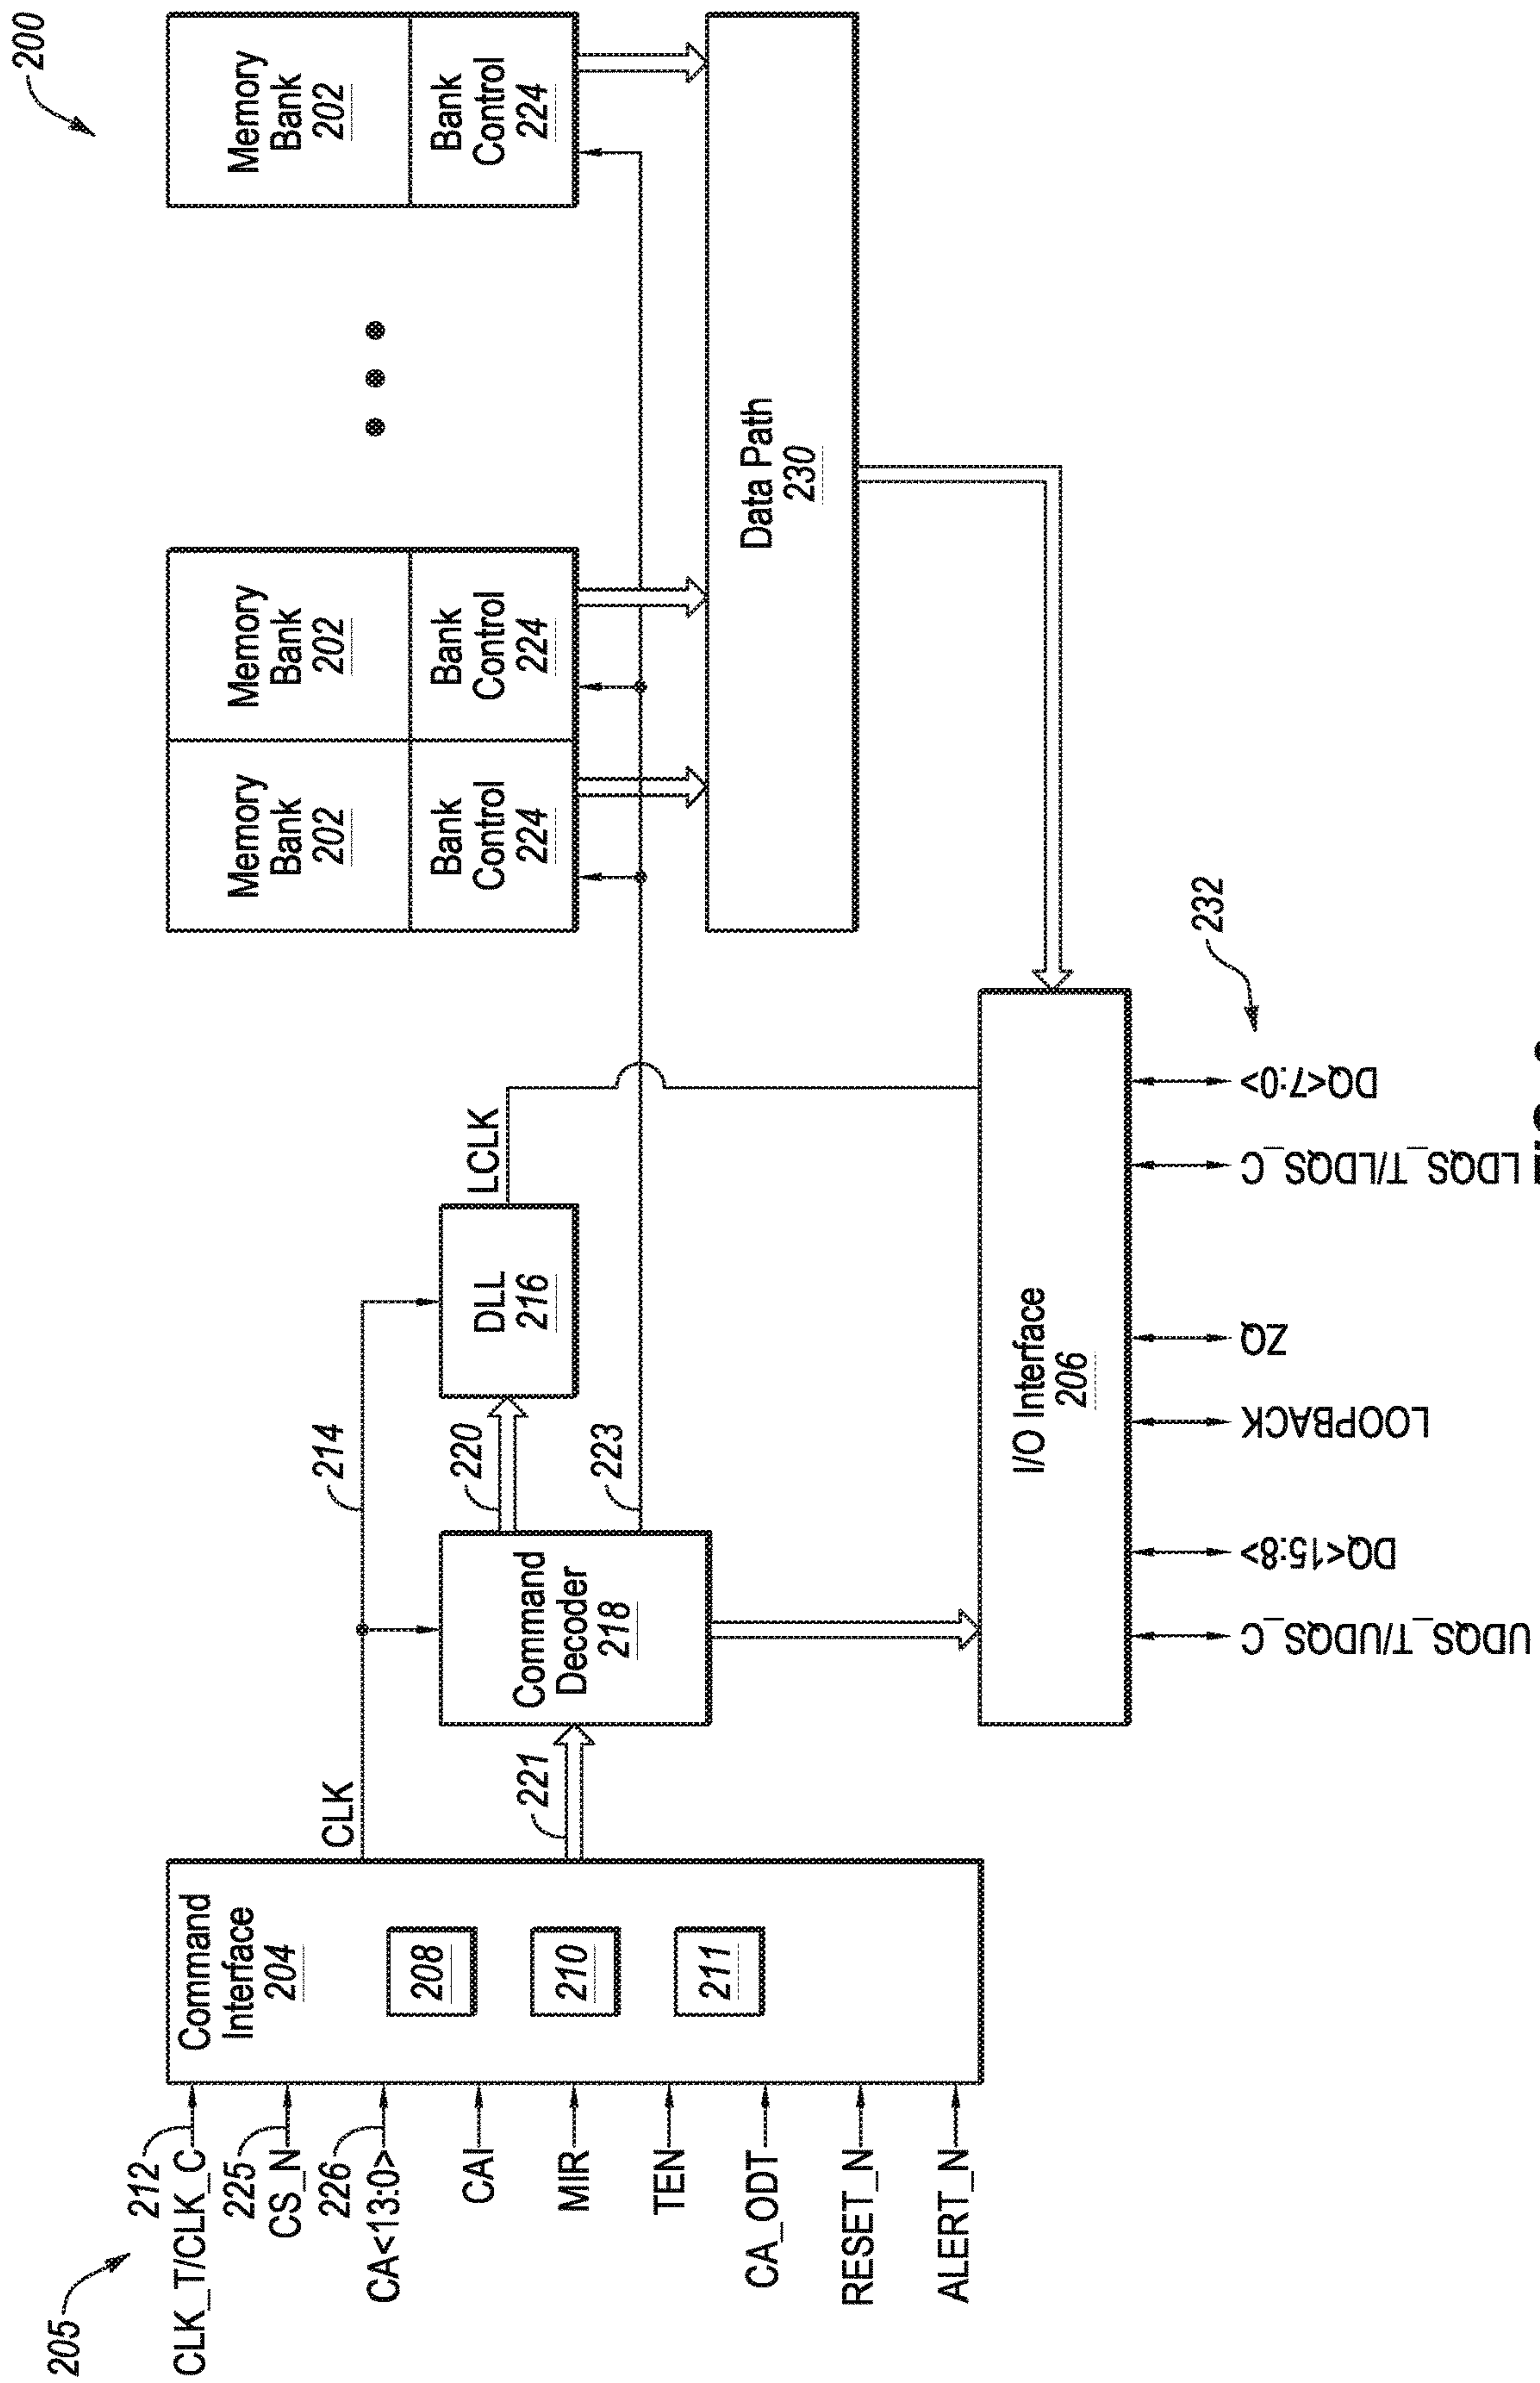 200
205
212
CLK_T/CLK_C
225
CS_N
226
CA<13:0>
CAI
MIR
TEN
CA_ODT
RESET_N
ALERT_N
Command
Interface
204
208
210
211
CLK
214
221
Command
Decoder
218
220
223
DLL
216
LCLK
Memory
Bank
202
Bank
Control
224
Memory
Bank
202
Bank
Control
224
Memory
Bank
202
Bank
Control
224
Data Path
230
I/O Interface
206
232
UDQS_T/UDQS_C
DQ<15:8>
LOOPBACK
ZQ
LDQS_T/LDQS_C
DQ<7:0>